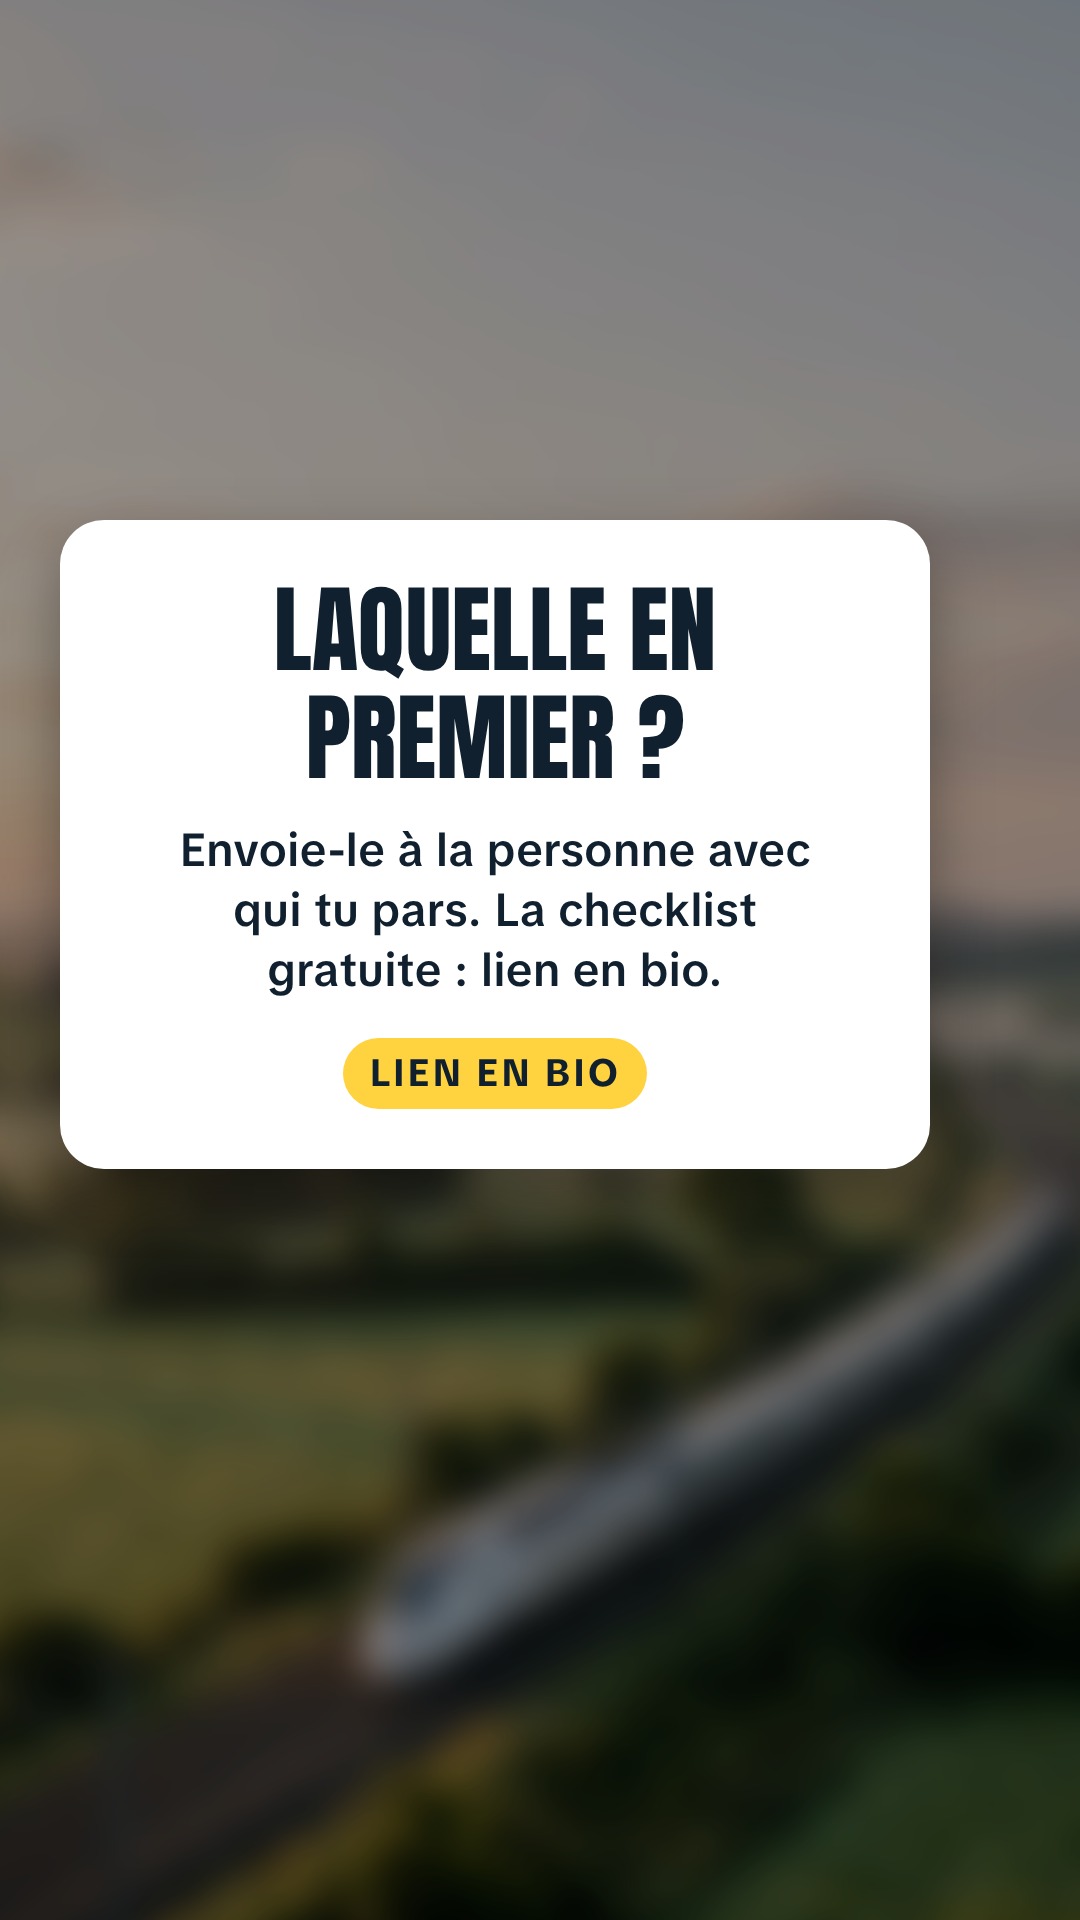 LAQUELLE EN
PREMIER ?
Envoie-le à la personne avec
qui tu pars. La checklist
gratuite : lien en bio.
LIEN EN BIO